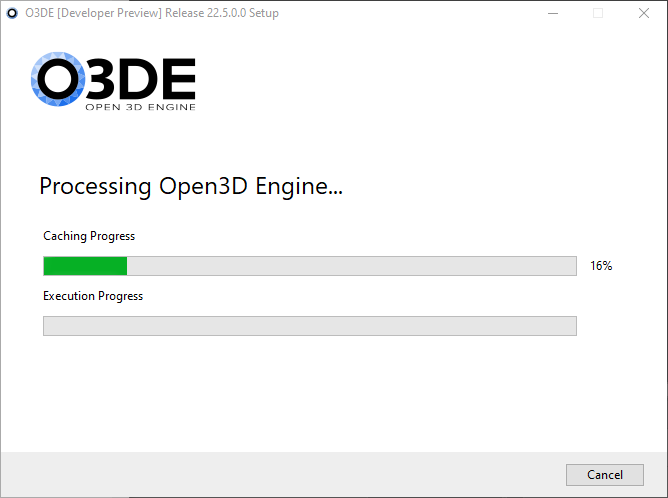 O3DE [Developer Preview] Release 22.5.0.0 Setup
O3DE
OPEN 3D ENGINE
Processing Open3D Engine...
Caching Progress
16%
Execution Progress
Cancel